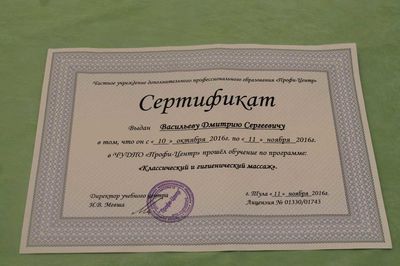 Частное учреждение дополнительного профессионального образования «Профи-Центр»
Сертификат
Выдан Васильеву Дмитрию Сергеевичу
в том, что он с « 10 » октября 2016г. по « 11 » ноября 2016г.
в ЧУДПО «Профи-Центр» прошёл обучение по программе:
«Классический и гигиенический массаж».
Директор учебного центра
Н.В. Мевша
г. Тула « 11 » ноября 2016г.
Лицензия № 01330/01743